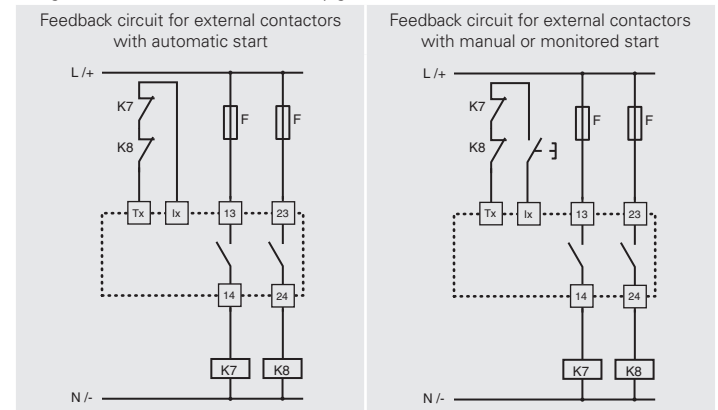 Feedback circuit for external contactors
with automatic start
L /+
K7
K8
F
F
Tx
Ix
13
23
14
24
K7
K8
N /-
Feedback circuit for external contactors
with manual or monitored start
L /+
K7
K8
F
F
Tx
Ix
13
23
14
24
K7
K8
N /-